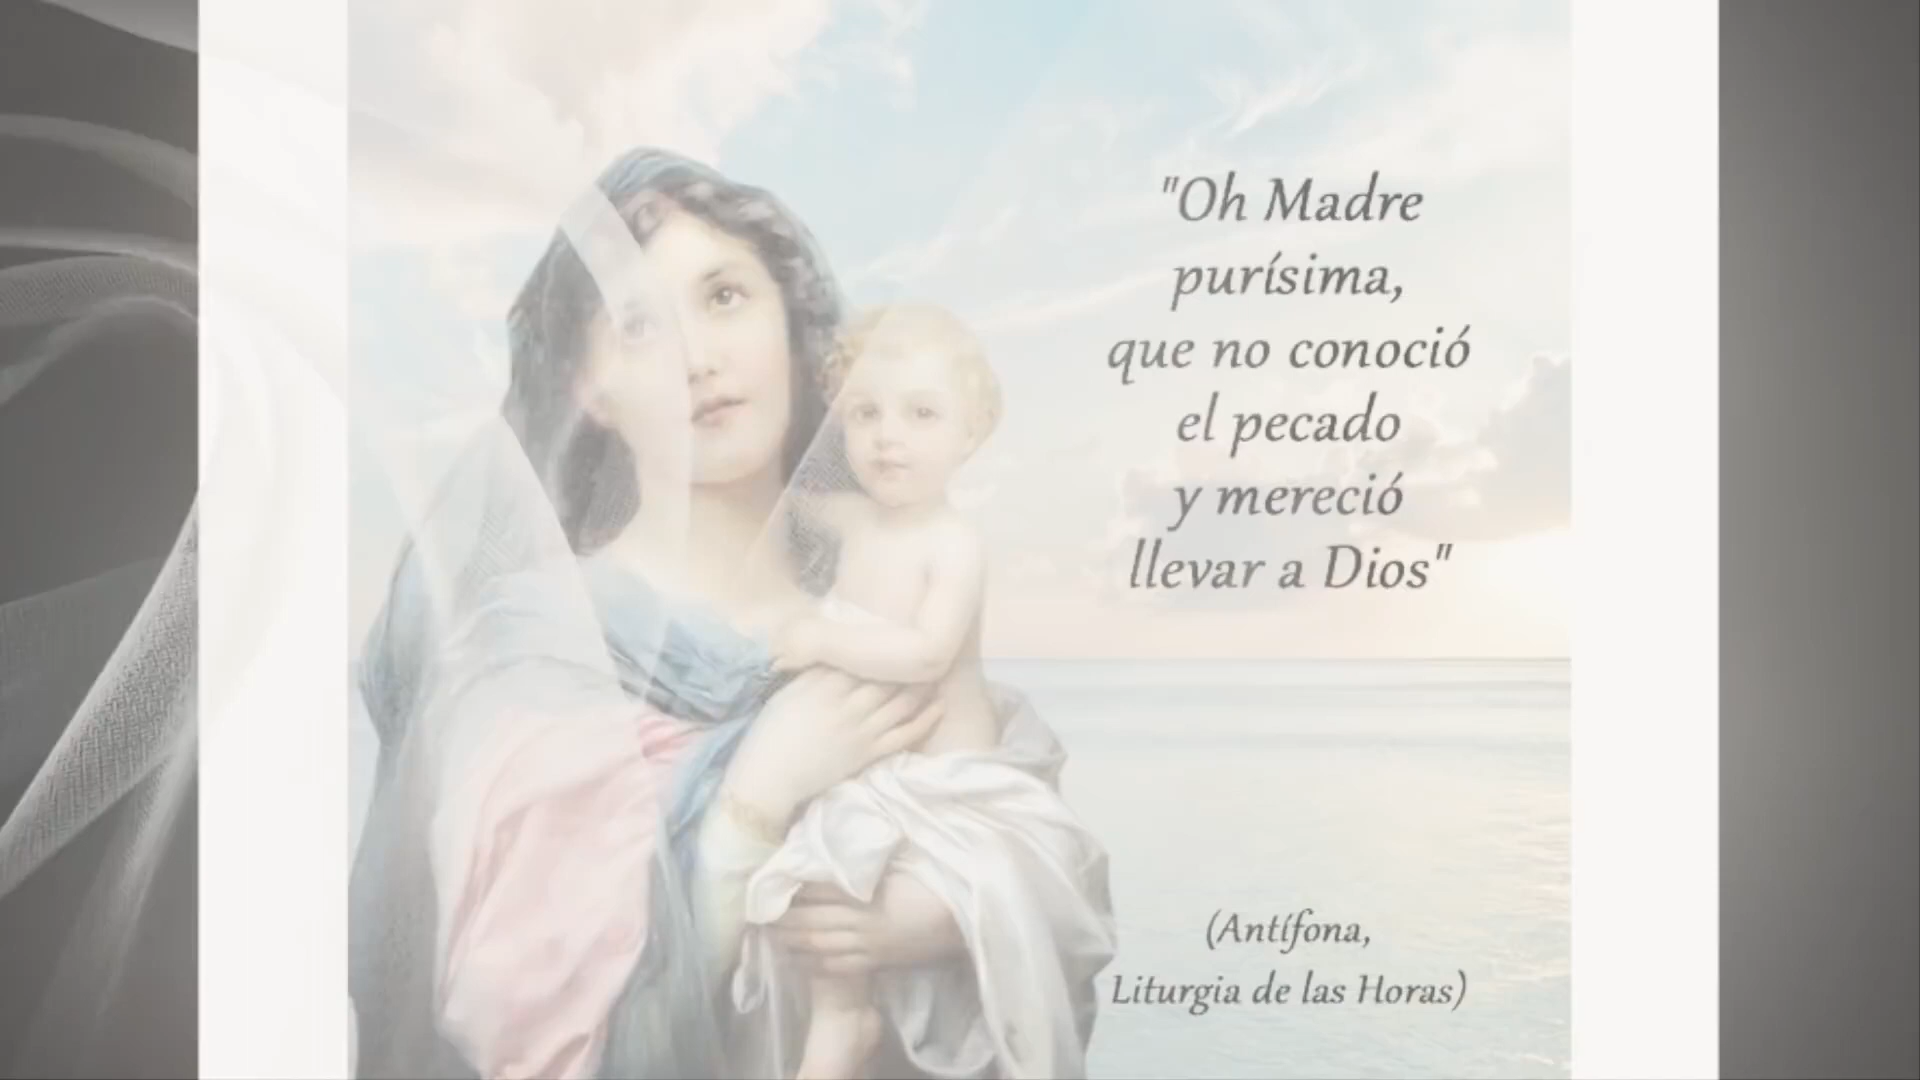 "Oh Madre
purísima,
que no conoció
el pecado
y mereció
llevar a Dios"
(Antífona,
Liturgia de las Horas)